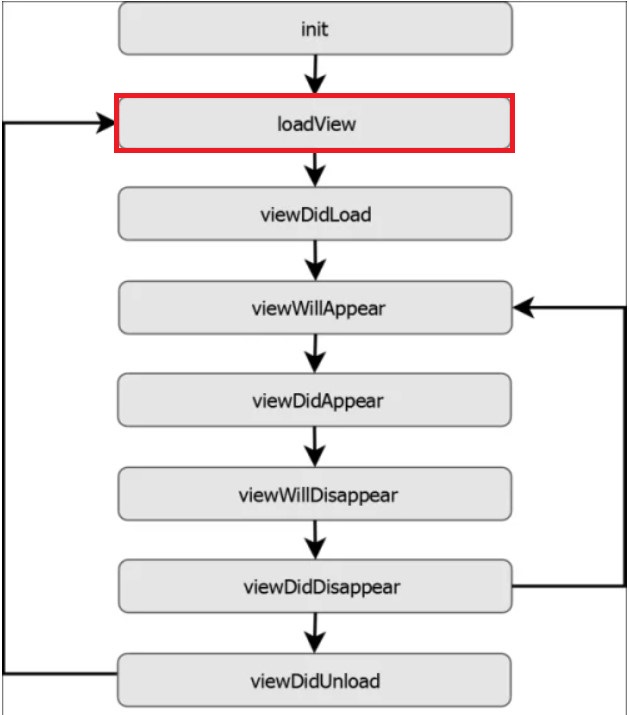 init
loadView
viewDidLoad
viewWillAppear
viewDidAppear
viewWillDisappear
viewDidDisappear
viewDidUnload